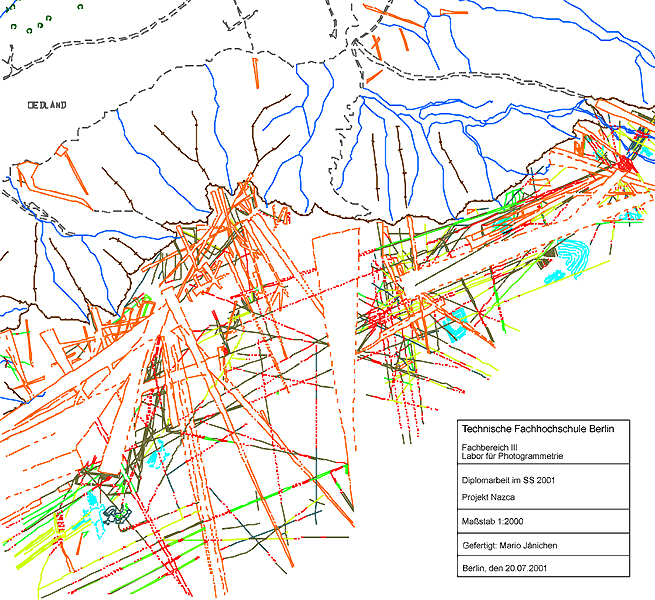 OEDLAND
Technische Fachhochschule Berlin
Fachbereich III
Labor für Photogrammetrie
Diplomarbeit im SS 2001
Projekt Nazca
Maßstab 1:2000
Gefertigt: Mario Jänichen
Berlin, den 20.07.2001